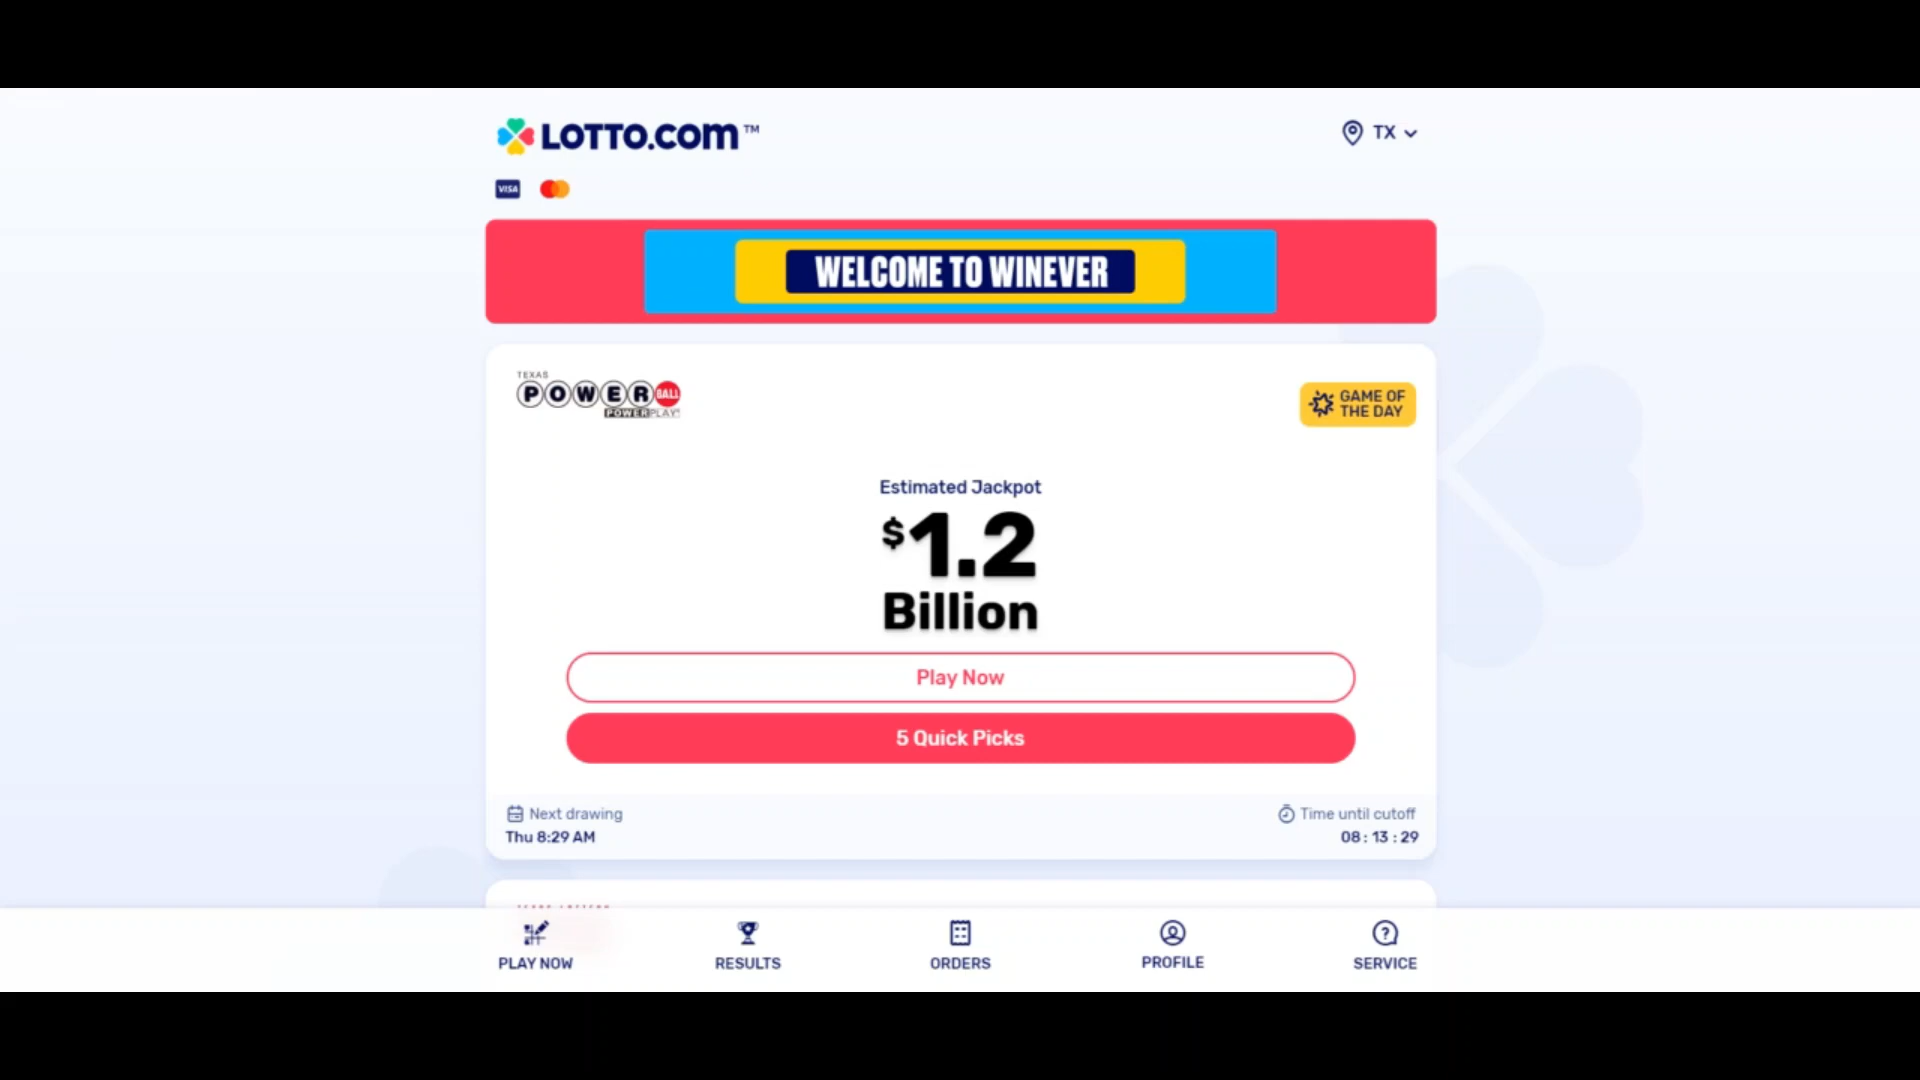 LOTTO.COM™
TX
VISA
WELCOME TO WINEVER
TEXAS
POWERBALL
POWERPLAY
GAME OF
THE DAY
Estimated Jackpot
$1.2
Billion
Play Now
5 Quick Picks
Next drawing
Time until cutoff
Thu 8:29 AM
08 : 13 : 29
PLAY NOW
RESULTS
ORDERS
PROFILE
SERVICE